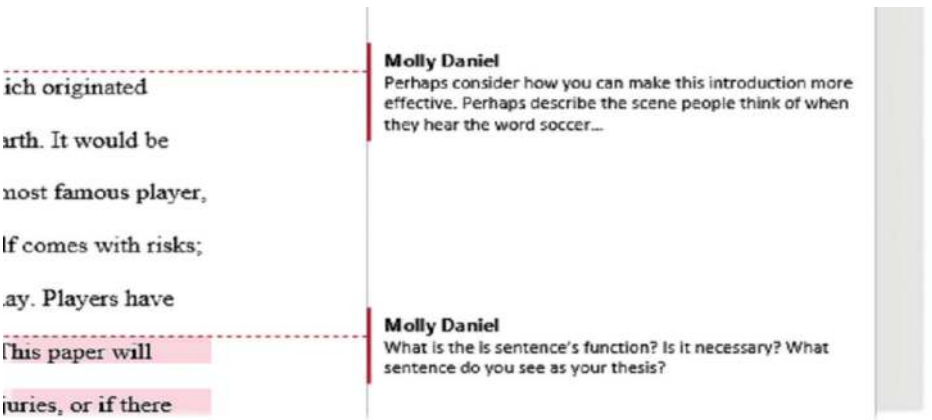 ich originated
arth. It would be
most famous player,
lf comes with risks;
ay. Players have
This paper will
juries, or if there
Molly Daniel
Perhaps consider how you can make this introduction more
effective. Perhaps describe the scene people think of when
they hear the word soccer...
Molly Daniel
What is the is sentence's function? Is it necessary? What
sentence do you see as your thesis?